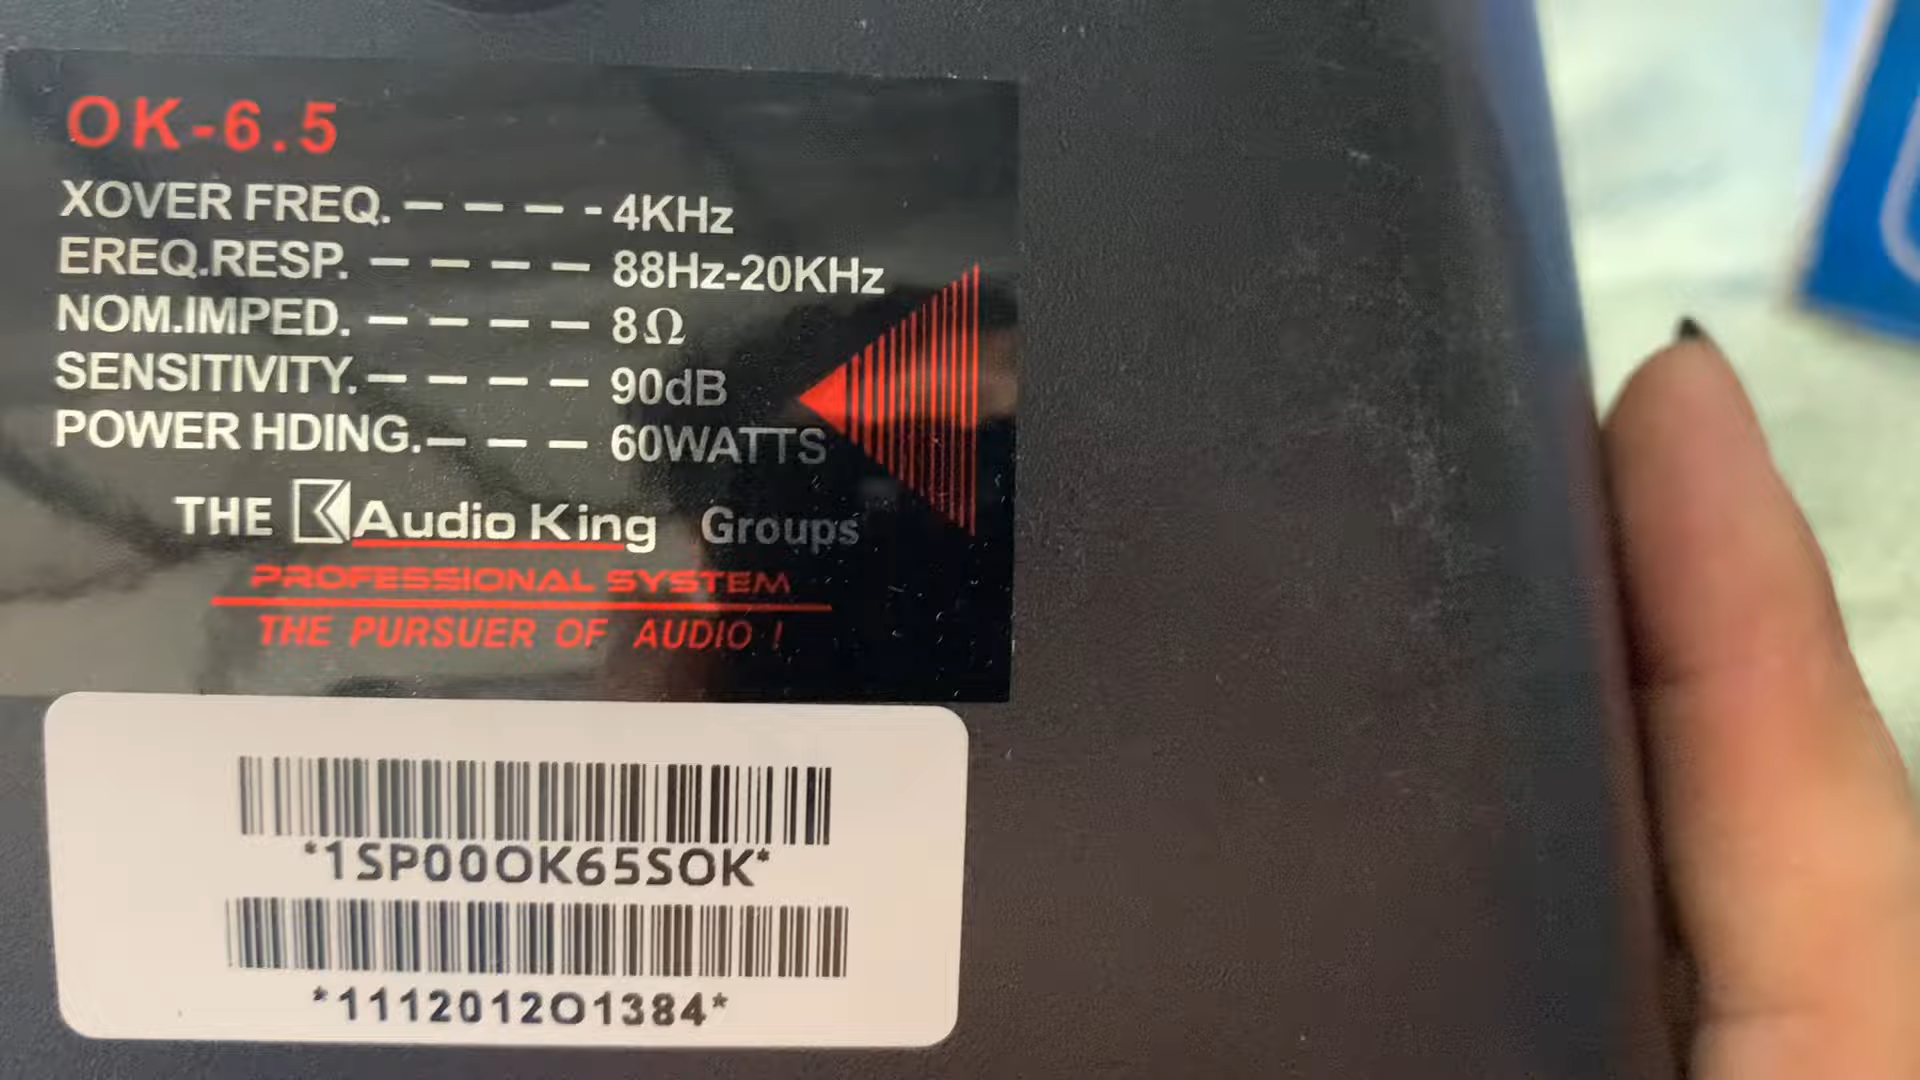 OK-6.5
XOVER FREQ. - - - - 4KHz
EREQ.RESP. - - - - 88Hz-20KHz
NOM.IMPED. - - - - 8Ω
SENSITIVITY. - - - - 90dB
POWER HDING. - - - 60WATTS
THE K Audio King Groups
PROFESSIONAL SYSTEM
THE PURSUER OF AUDIO !
*1SP00OK65SOK*
*1112012O1384*